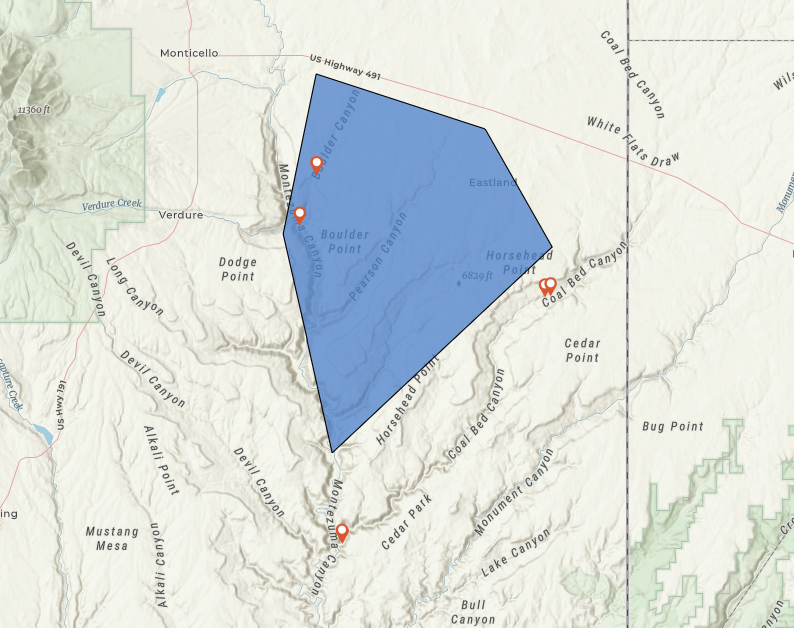 Coal Bed Canyon
Monticello
US Highway 491
11360 ft
Boulder Canyon
White Flats Draw
Eastland
Verdure Creek
Verdure
Montezuma Canyon
Boulder
Point
Pearson Canyon
Devil Canyon
Long Canyon
Dodge
Point
Horsehead
Point
6829 ft
Coal Bed Canyon
Cedar
Point
Devil Canyon
US Hwy 191
Horsehead Point
Coal Bed Canyon
Bug Point
Alkali Point
Devil Canyon
Monument Canyon
Montezuma Canyon
Cedar Park
Mustang
Mesa
Alkali Canyon
Lake Canyon
Bull
Canyon